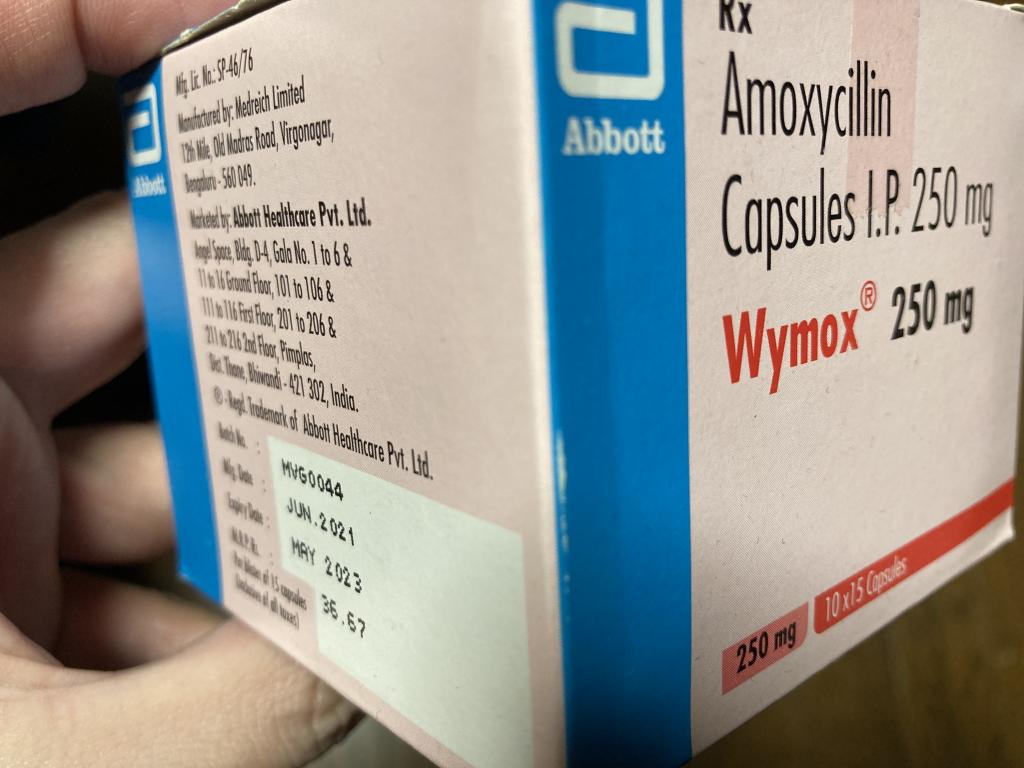 Mfg. Lic. No.: SP-46/76
Manufactured by: Medreich Limited
12th Mile, Old Madras Road, Virgonagar,
Bengaluru - 560 049.
Marketed by: Abbott Healthcare Pvt. Ltd.
Angel Space, Bldg. D-4, Gala No. 1 to 6 &
11 to 16 Ground Floor, 101 to 106 &
111 to 116 First Floor, 201 to 206 &
211 to 216 2nd Floor, Pimplas,
Dist. Thane, Bhiwandi - 421 302, India.
® - Regd. Trademark of Abbott Healthcare Pvt. Ltd.
Batch No. : MVG0044
Mfg. Date : JUN.2021
Expiry Date : MAY 2023
M.R.P. Rs. : 36.67
(Per blister of 15 capsules
Inclusive of all taxes)
Abbott
Abbott
Rx
Amoxycillin
Capsules I.P. 250 mg
Wymox® 250 mg
250 mg 10x15 Capsules